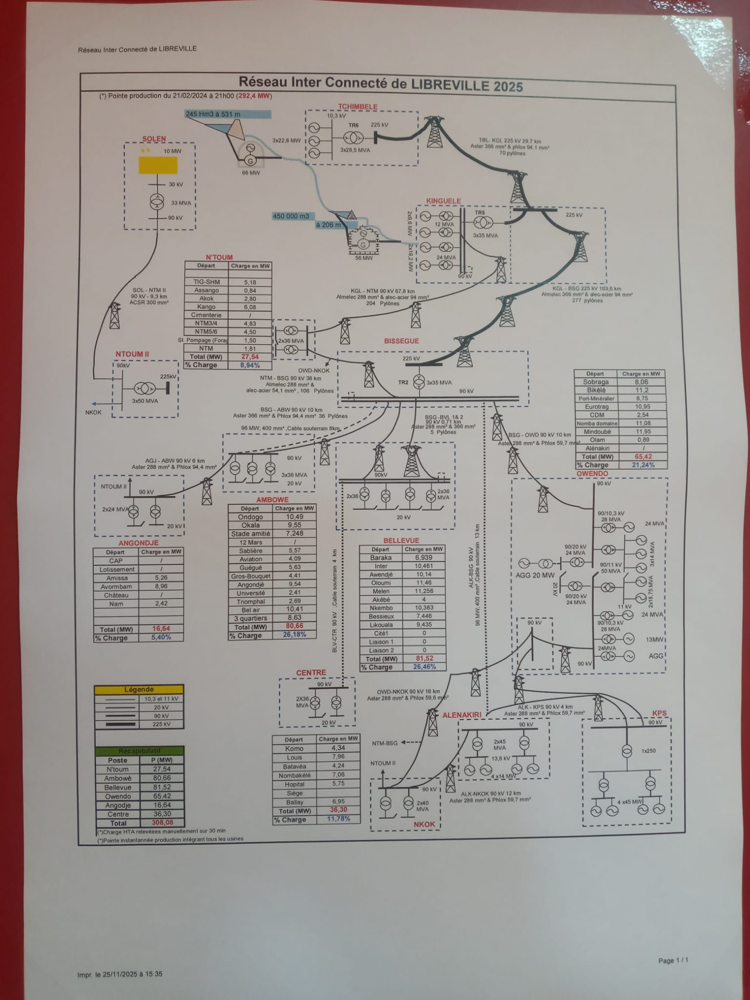 Réseau Inter Connecté de LIBREVILLE
Réseau Inter Connecté de LIBREVILLE 2025
(*) Pointe production du 21/02/2024 à 21h00 (292,4 MW)
245 Hm3 à 531 m
G
66 MW
TCHIMBELE
10,3 kV
TR6
225 kV
3x22,8 MW
3x28,5 MVA
TBL- KGL 225 kV 29,7 km
Aster 366 mm² & phlox 94,1 mm²
70 pylônes
SOLEN
10 MW
30 kV
33 MVA
90 kV
450 000 m3
à 206 m
G
56 MW
KINGUELE
2x9,6 MW
12 MVA
2x19,2 MW
24 MVA
TR5
3x35 MVA
90 kV
225 kV
SOL - NTM II
90 kV - 9,3 km
ACSR 300 mm²
N'TOUM
Départ Charge en MW
TIG-SHM 5,18
Assango 0,84
Akok 2,80
Kango 6,08
Cimenterie /
NTM3/4 4,83
NTM5/6 4,50
St. Pompage (Forag 1,50
NTM 1,81
Total (MW) 27,54
% Charge 8,94%
2x36 MVA
KGL - NTM 90 kV 67,8 km
Almelec 288 mm² & alec-acier 94 mm²
204 Pylônes
KGL - BSG 225 kV 103,6 km
Almelec 366 mm² & alec-acier 94 mm²
277 pylônes
NTOUM II
90kV
225kV
3x50 MVA
NKOK
OWD-NKOK
NTM - BSG 90 kV 36 km
Almelec 288 mm² &
alec-acier 54,1 mm² , 106 Pylônes
BISSEGUE
225 kV
TR2
3x35 MVA
90 kV
BSG - ABW 90 kV 10 km
Aster 366 mm² & Phlox 94,4 mm² 36 Pylônes
96 MW; 400 mm² ,Cable souterrain 8km
BSG -BVL 1& 2
90 kV 0,71 km
Aster 288 mm² & 366 mm²
5 Pylônes
BSG - OWD 90 kV 10 km
Aster 288 mm² & Phlox 59,7 mm²
Départ Charge en MW
Sobraga 8,06
Bikélé 11,2
Port-Minéralier 8,75
Eurotrag 10,95
CDM 2,54
Nomba domaine 11,08
Mindoubé 11,95
Olam 0,89
Alénakiri /
Total (MW) 65,42
% Charge 21,24%
OWENDO
AGJ - ABW 90 kV 6 km
Aster 288 mm² & Phlox 94,4 mm²
NTOUM II
90 kV
2x24 MVA
20 kV
ANGONDJE
Départ Charge en MW
CAP /
Lotissement /
Amissa 5,26
Avormbam 8,96
Château /
Nam 2,42
Total (MW) 16,64
% Charge 5,40%
90 kV
3x36 MVA
20 kV
AMBOWE
Départ Charge en MW
Ondogo 10,49
Okala 9,55
Stade amitié 7,248
12 Mars /
Sablière 5,57
Aviation 4,09
Guégué 5,63
Gros-Bouquet 4,41
Angondjé 9,54
Université 2,41
Triomphal 2,69
Bel air 10,41
3 quartiers 8,63
Total (MW) 80,66
% Charge 26,18%
90kV
2x36
2x36
MVA
20 kV
BELLEVUE
Départ Charge en MW
Baraka 6,939
Inter 10,461
Awendjé 10,14
Oloumi 11,46
Melen 11,256
Akébé 4
Nkembo 10,383
Bessieux 7,446
Likouala 9,435
Cité1 0
Liaison 1 0
Liaison 2 0
Total (MW) 81,52
% Charge 26,46%
BLV-CTR 90 kV ,Cable souterrain 4 km
ALK-BSG 90 kV
96 MW; 400 mm² ,Cable souterrain 13 km
90 kV
90/10,3 kV
28 MVA
24 MVA
90/20 kV
24 MVA
3x14 MVA
90/11 kV
50 MVA
AGG 20 MW
20 KV
90/20 kV
24 MVA
2x18,75 MVA
11 kV
24 MVA
90/10,3 kV
28 MVA
13MW
24MVA
AGG
90 kV
90 kV
CENTRE
90 kV
2X36
MVA
20 kV
Départ Charge en MW
Komo 4,34
Louis 7,96
Batavéa 4,24
Nombakélé 7,06
Hopital 5,75
Siège
Ballay 6,95
Total (MW) 36,30
% Charge 11,78%
OWD-NKOK 90 kV 16 km
Aster 288 mm² & Phlox 59,6 mm²
ALENAKIRI
ALK - KPS 90 kV 4 km
Aster 288 mm² & Phlox 59,7 mm²
90 kV
2x45
MVA
13,8 kV
4 x14 MW
KPS
90 kV
1x250
4 x45 MW
NTM-BSG
NTOUM II
90 kV
2x40
MVA
NKOK
ALK-NKOK 90 kV 12 km
Aster 288 mm² & Phlox 59,7 mm²
Légende
10,3 et 11 kV
20 kV
90 kV
225 kV
Récapitulatif
Poste P (MW)
N'toum 27,54
Ambowè 80,66
Bellevue 81,52
Owendo 65,42
Angodje 16,64
Centre 36,30
Total 308,08
(*)Charge HTA relevéees manuellement sur 30 min
(*)Pointe instantannée production intégrant tous les usines
Page 1 / 1
Impr. le 25/11/2025 à 15:35